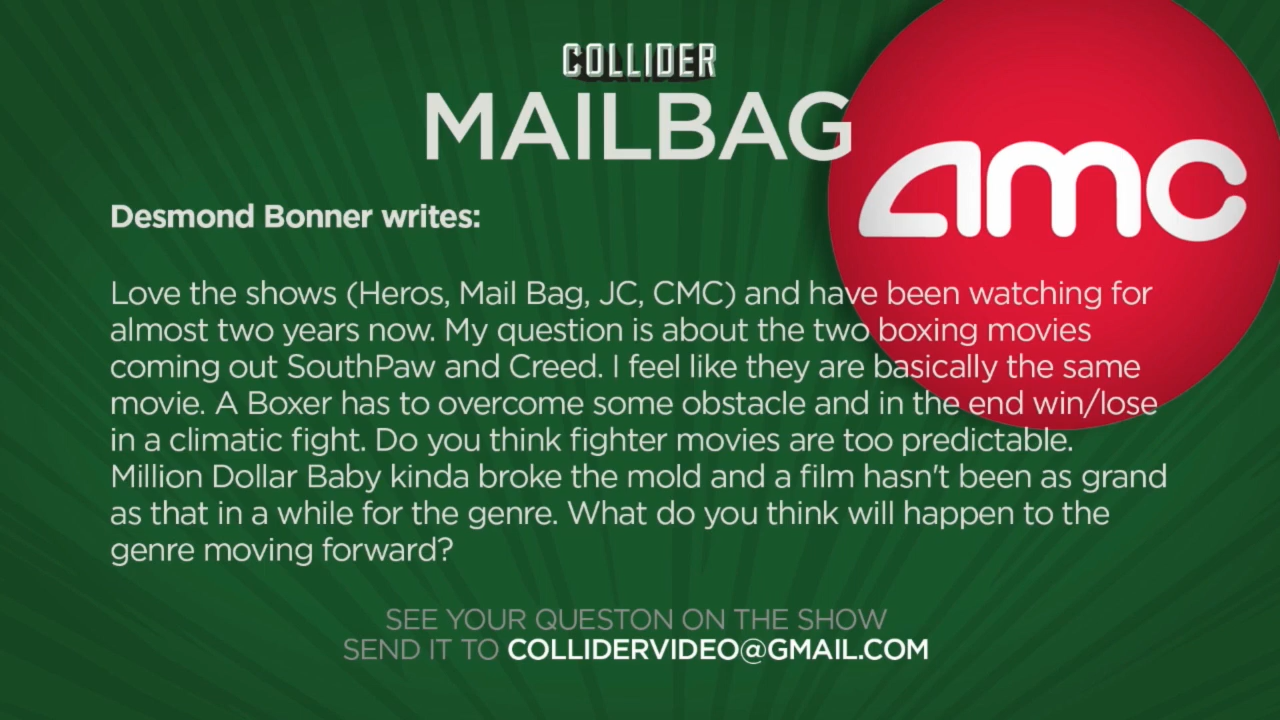 COLLIDER
MAILBAG
amc
Desmond Bonner writes:
Love the shows (Heros, Mail Bag, JC, CMC) and have been watching for
almost two years now. My question is about the two boxing movies
coming out SouthPaw and Creed. I feel like they are basically the same
movie. A Boxer has to overcome some obstacle and in the end win/lose
in a climatic fight. Do you think fighter movies are too predictable.
Million Dollar Baby kinda broke the mold and a film hasn't been as grand
as that in a while for the genre. What do you think will happen to the
genre moving forward?
SEE YOUR QUESTON ON THE SHOW
SEND IT TO COLLIDERVIDEO@GMAIL.COM